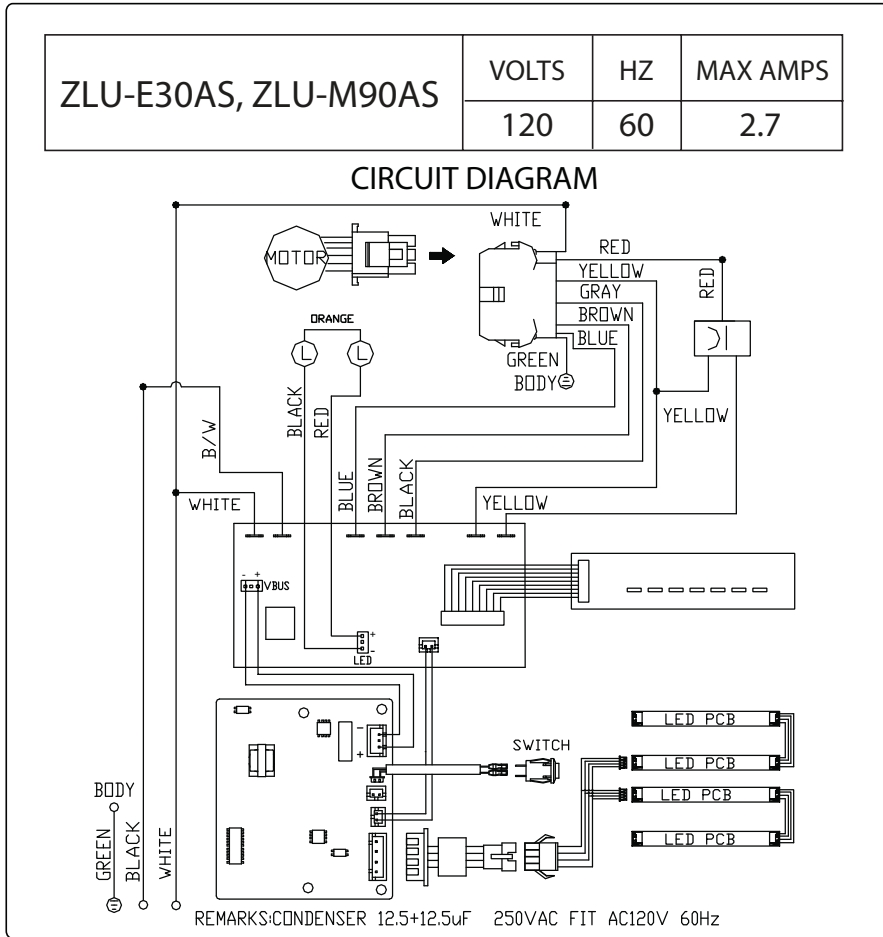 ZLU-E30AS, ZLU-M90AS
VOLTS HZ MAX AMPS
120 60 2.7
CIRCUIT DIAGRAM
WHITE
MOTOR
RED
YELLOW
GRAY
BROWN
BLUE
GREEN
BODY
RED
YELLOW
ORANGE
L L
BLACK
RED
B/W
WHITE
BLUE
BROWN
BLACK
YELLOW
- +
VBUS
+
-
LED
-
+
SWITCH
LED PCB
LED PCB
LED PCB
LED PCB
BODY
GREEN
BLACK
WHITE
REMARKS:CONDENSER 12.5+12.5uF 250VAC FIT AC120V 60Hz